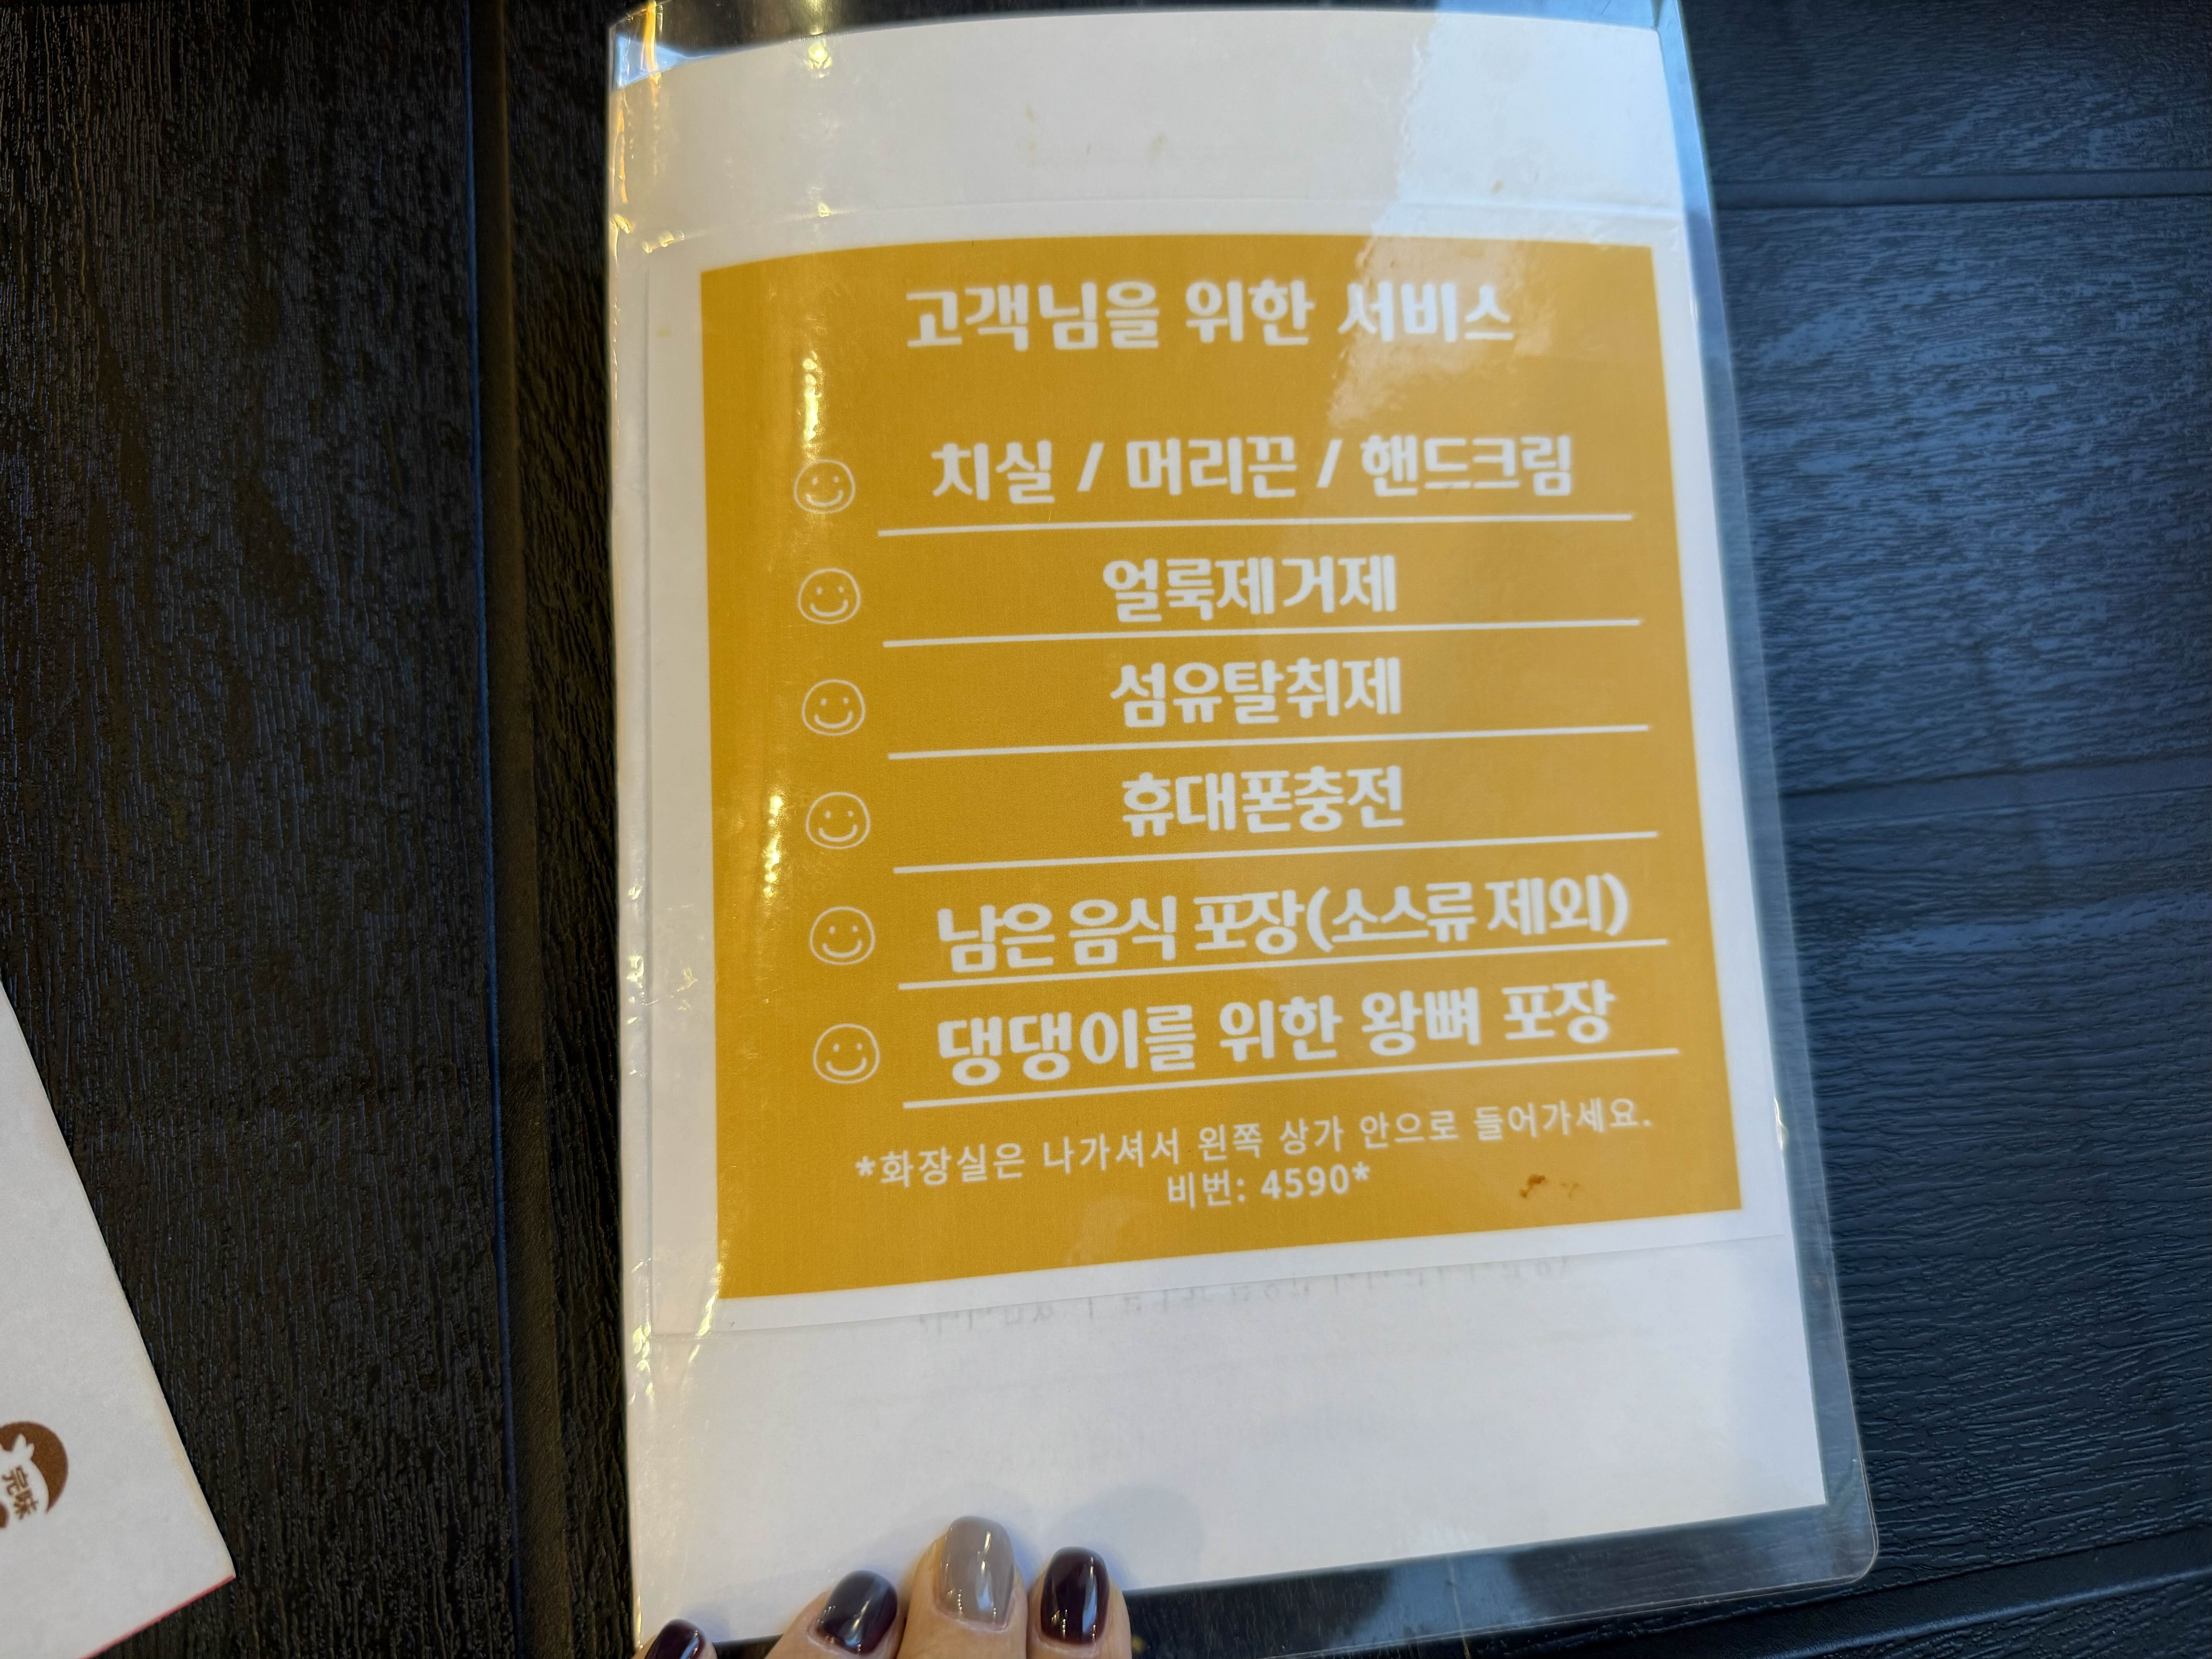 고객님을 위한 서비스
치실 / 머리끈 / 핸드크림
얼룩제거제
섬유탈취제
휴대폰충전
남은 음식 포장(소스류 제외)
댕댕이를 위한 왕뼈 포장
*화장실은 나가셔서 왼쪽 상가 안으로 들어가세요.
비번: 4590*
完味